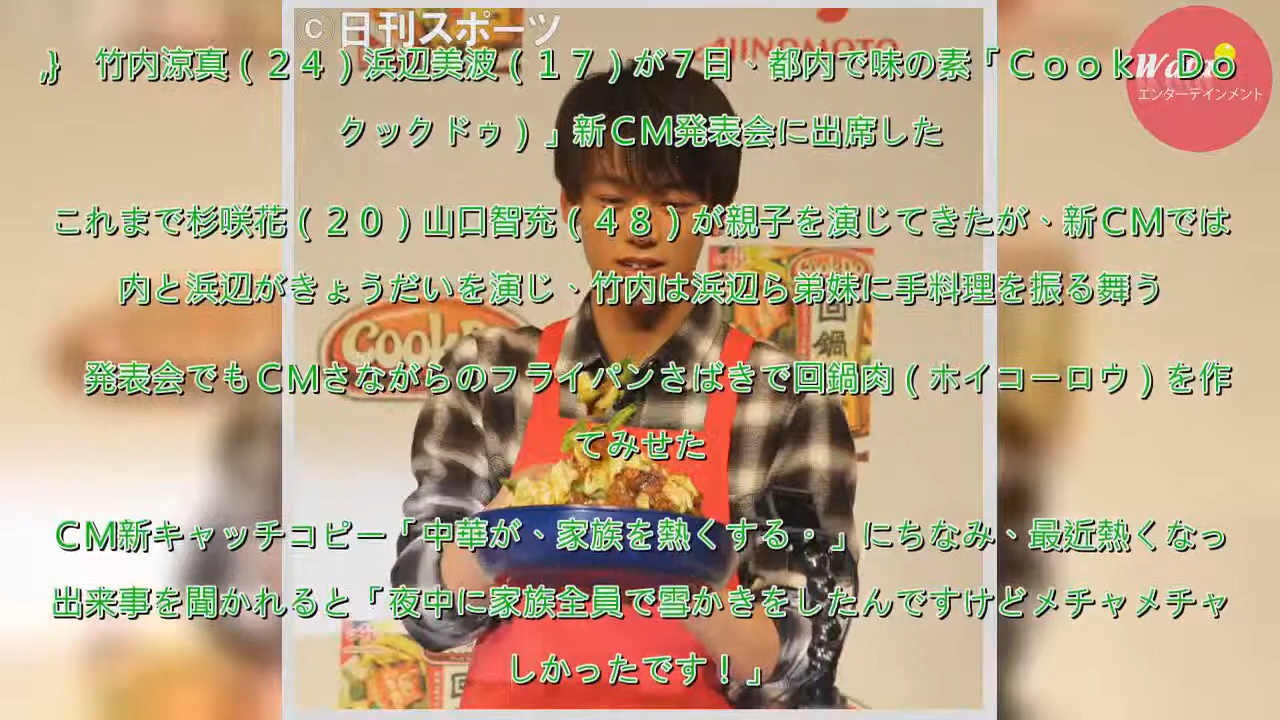 ©日刊スポーツ
AJINOMOTO
Wdaw
エンターテインメント
,} 竹内涼真(24)浜辺美波(17)が7日、都内で味の素「Cook Do
クックドゥ)」新CM発表会に出席した
これまで杉咲花(20)山口智充(48)が親子を演じてきたが、新CMでは
内と浜辺がきょうだいを演じ、竹内は浜辺ら弟妹に手料理を振る舞う
発表会でもCMさながらのフライパンさばきで回鍋肉(ホイコーロウ)を作
てみせた
CM新キャッチコピー「中華が、家族を熱くする。」にちなみ、最近熱くなっ
出来事を聞かれると「夜中に家族全員で雪かきをしたんですけどメチャメチャ
しかったです!」
Cook Do
Cook Do
回鍋
回